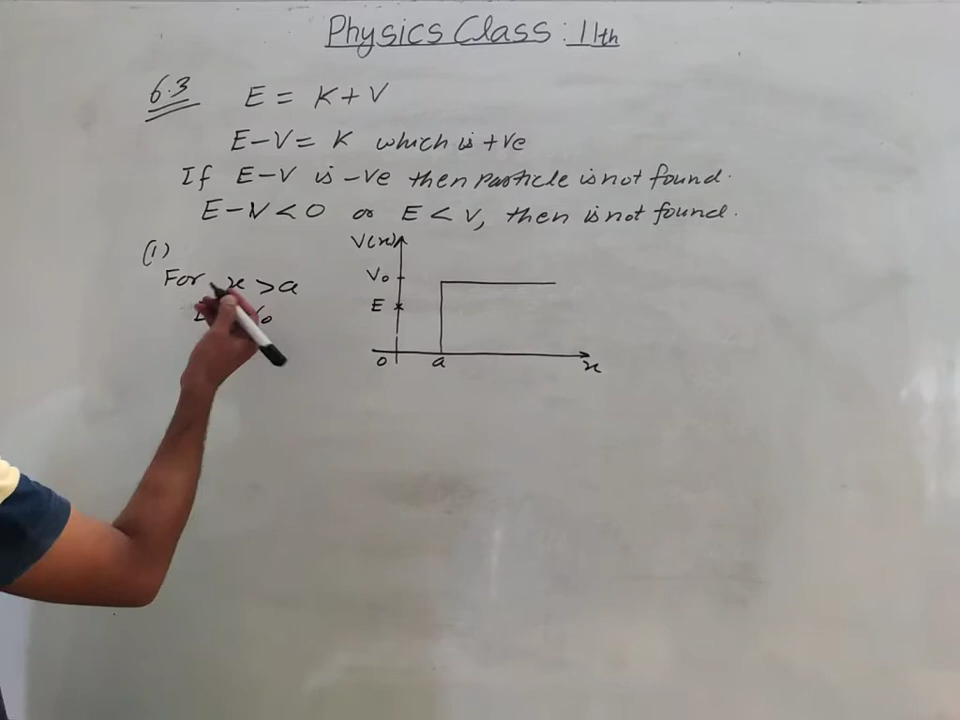 Physics Class : 11th
6.3 E = K + V
E - V = K which is +ve
If E - V is -ve then particle is not found.
E - V < 0 or E < V, then is not found.
(1)
For x > a
V(x)
V₀
E
0 a x